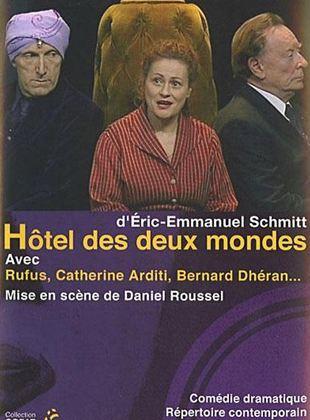 d'Éric-Emmanuel Schmitt
Hôtel des deux mondes
Avec
Rufus, Catherine Arditi, Bernard Dhéran...
Mise en scène de Daniel Roussel
Comédie dramatique
Répertoire contemporain
Collection